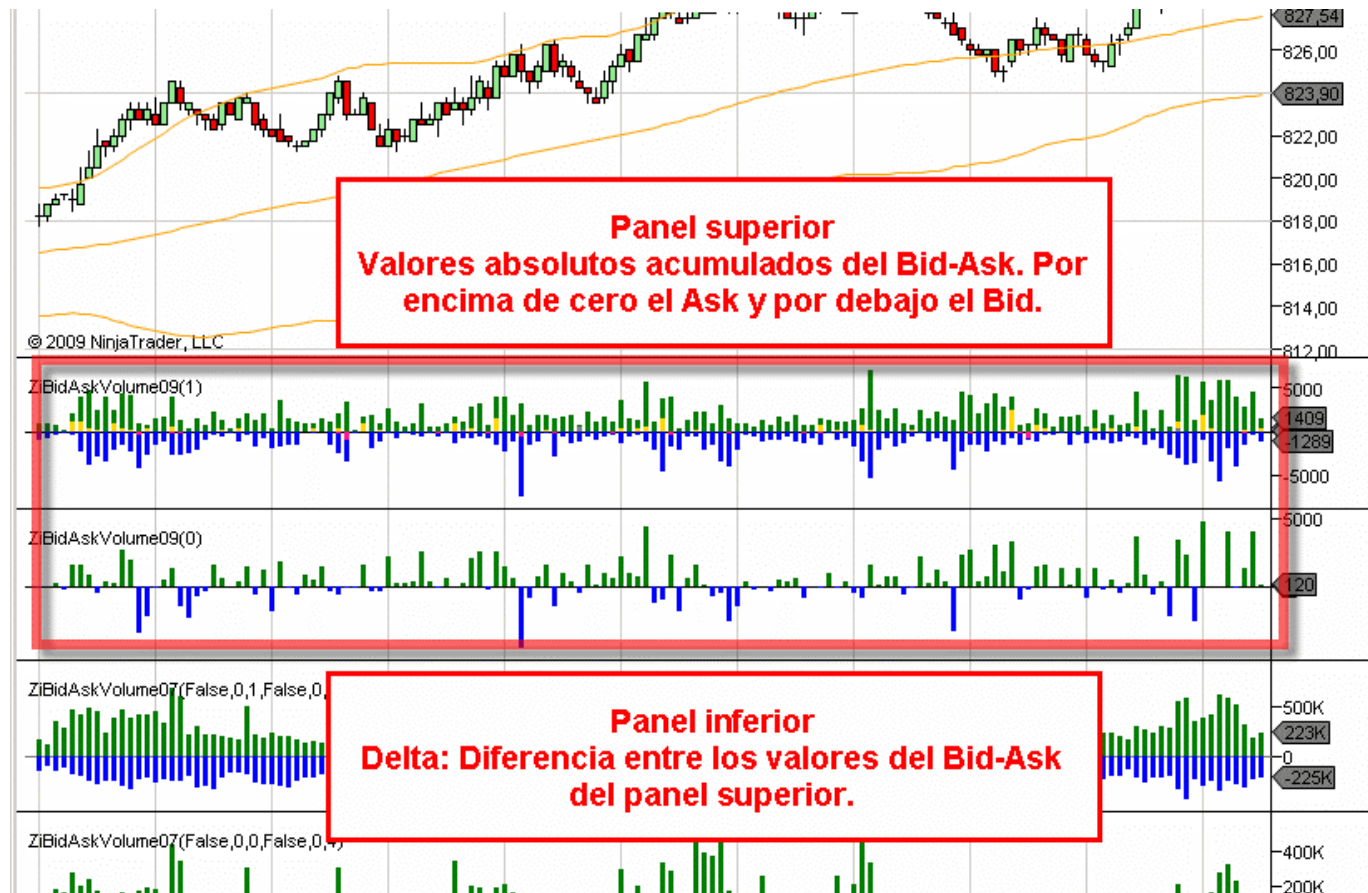 827,54
826,00
823,90
822,00
820,00
818,00
816,00
814,00
812,00
Panel superior
Valores absolutos acumulados del Bid-Ask. Por
encima de cero el Ask y por debajo el Bid.
© 2009 NinjaTrader, LLC
ZiBidAskVolume09(1)
5000
1409
-1289
-5000
ZiBidAskVolume09(0)
5000
120
ZiBidAskVolume07(False,0,1,False,0,
500K
223K
0
-225K
Panel inferior
Delta: Diferencia entre los valores del Bid-Ask
del panel superior.
ZiBidAskVolume07(False,0,0,False,0,4)
400K
200K